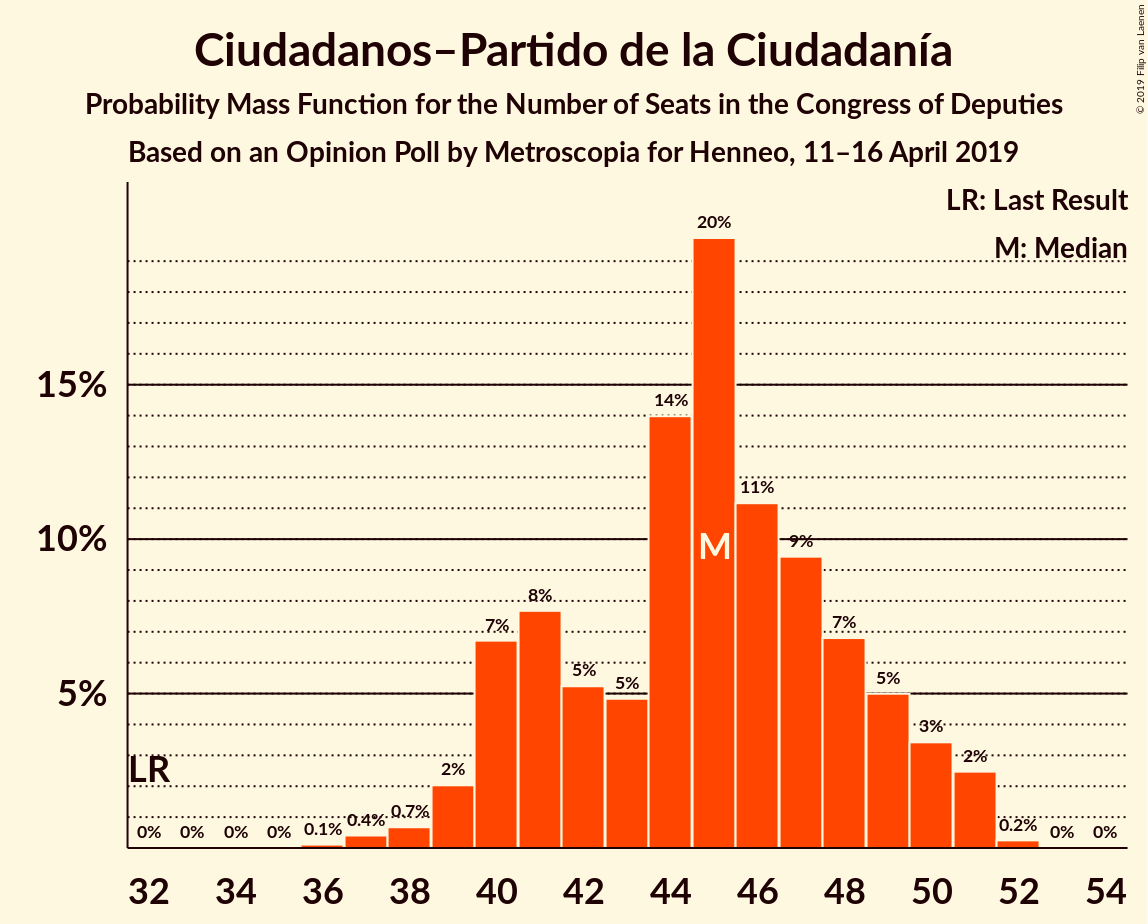 Ciudadanos–Partido de la Ciudadanía
Probability Mass Function for the Number of Seats in the Congress of Deputies
Based on an Opinion Poll by Metroscopia for Henneo, 11–16 April 2019
© 2019 Filip van Laenen
LR: Last Result
M: Median
20%
15%
14%
11%
10%
9%
M
8%
7%
7%
5%
5%
5%
5%
3%
2%
2%
LR
0%
0%
0%
0%
0.1%
0.4%
0.7%
0.2%
0%
0%
32 34 36 38 40 42 44 46 48 50 52 54